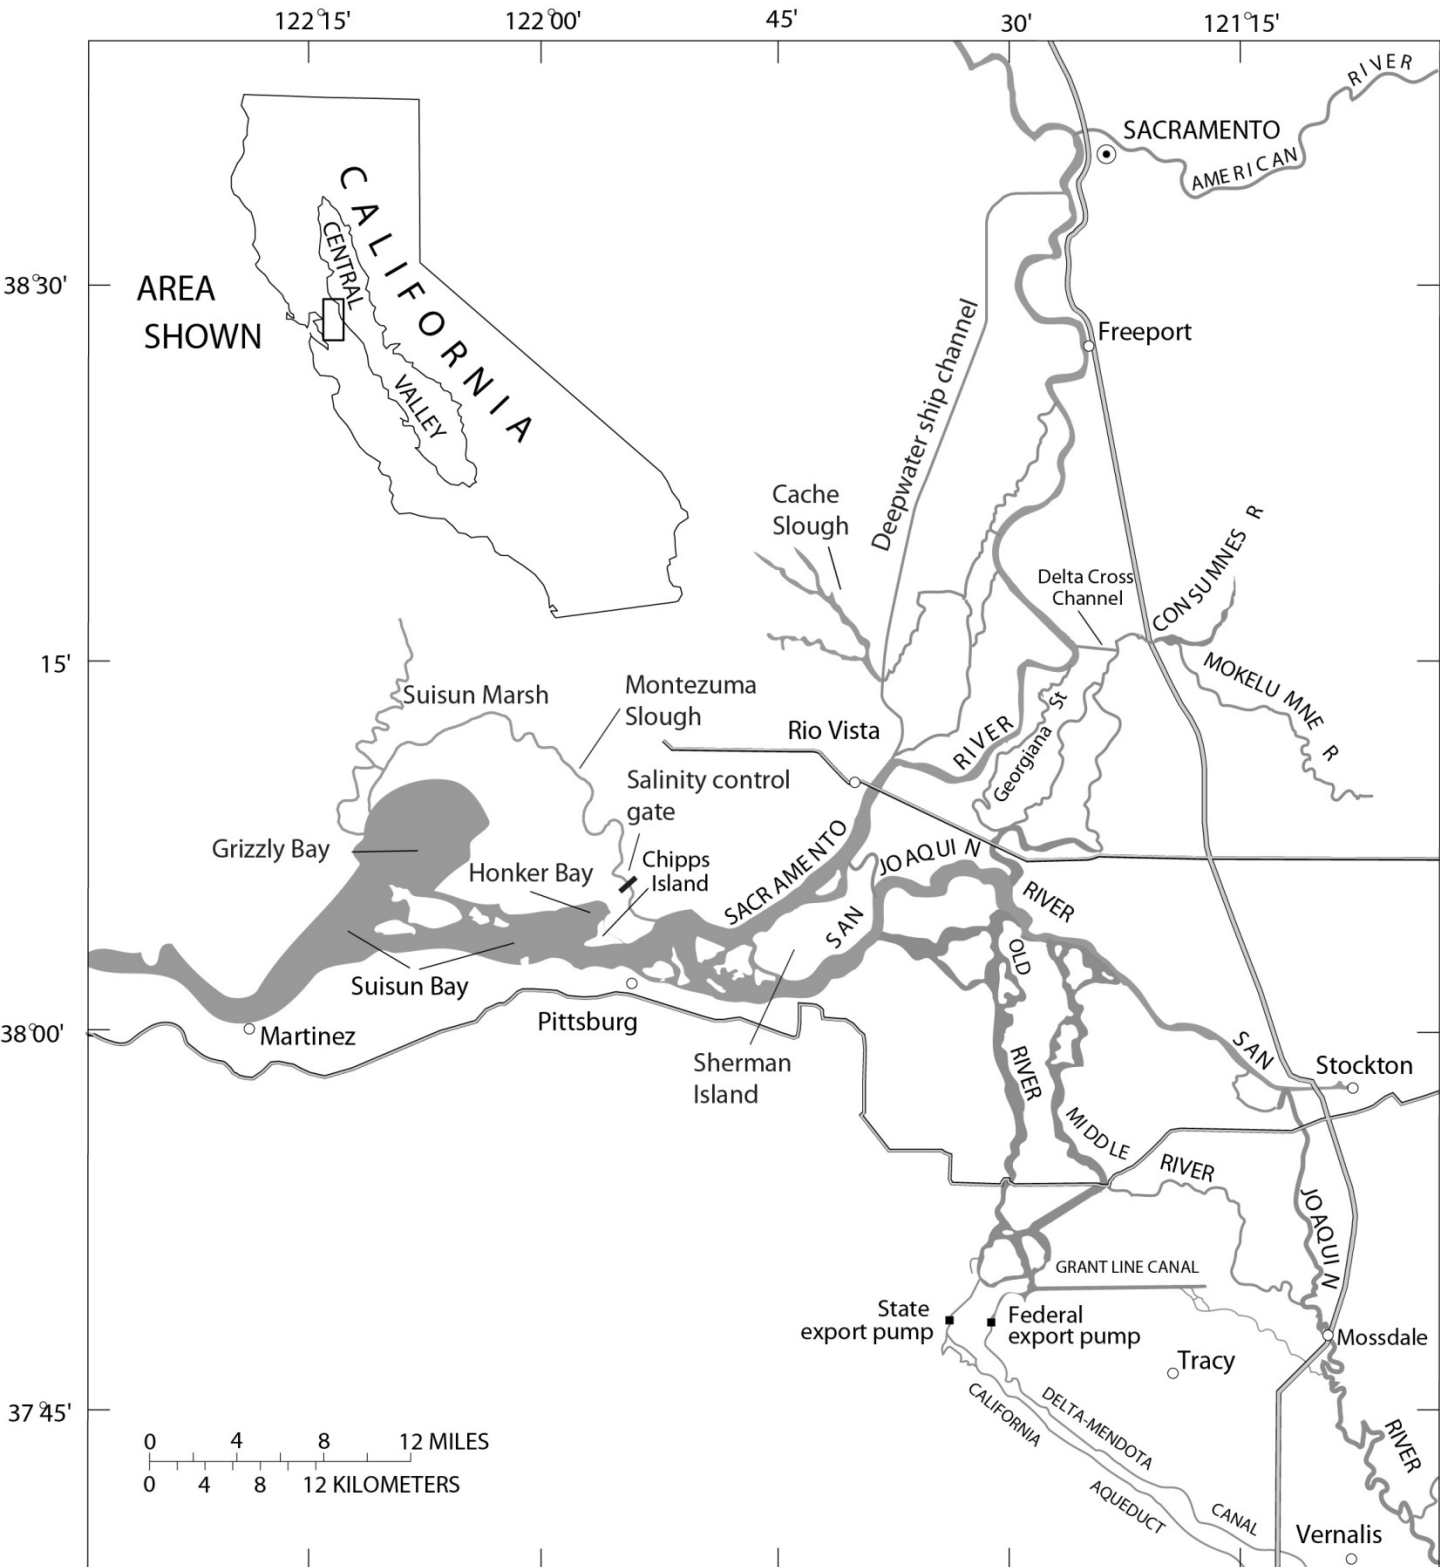 122°15'
122°00'
45'
30'
121°15'
RIVER
SACRAMENTO
AMERICAN
CALIFORNIA
CENTRAL
VALLEY
38°30'
AREA
SHOWN
Freeport
Deepwater ship channel
Cache
Slough
Delta Cross
Channel
CONSUMNES R
MOKELUMNE R
15'
Suisun Marsh
Montezuma
Slough
Rio Vista
RIVER
Georgiana St
Salinity control
gate
Grizzly Bay
Honker Bay
Chipps
Island
SACRAMENTO
SAN
JOAQUIN
RIVER
OLD
RIVER
Suisun Bay
38°00'
Martinez
Pittsburg
Sherman
Island
SAN
Stockton
MIDDLE
RIVER
JOAQUIN
GRANT LINE CANAL
State
export pump
Federal
export pump
Mossdale
Tracy
37°45'
CALIFORNIA
AQUEDUCT
DELTA-MENDOTA
CANAL
RIVER
Vernalis
0 4 8 12 MILES
0 4 8 12 KILOMETERS